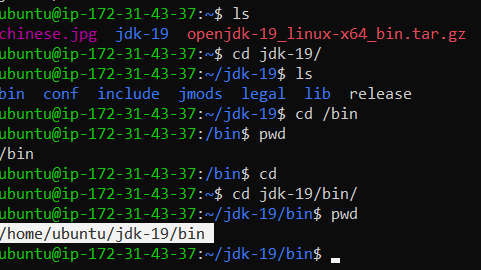 ubuntu@ip-172-31-43-37:~$ ls
chinese.jpg  jdk-19  openjdk-19_linux-x64_bin.tar.gz
ubuntu@ip-172-31-43-37:~$ cd jdk-19/
ubuntu@ip-172-31-43-37:~/jdk-19$ ls
bin  conf  include  jmods  legal  lib  release
ubuntu@ip-172-31-43-37:~/jdk-19$ cd /bin
ubuntu@ip-172-31-43-37:/bin$ pwd
/bin
ubuntu@ip-172-31-43-37:/bin$ cd
ubuntu@ip-172-31-43-37:~$ cd jdk-19/bin/
ubuntu@ip-172-31-43-37:~/jdk-19/bin$ pwd
/home/ubuntu/jdk-19/bin
ubuntu@ip-172-31-43-37:~/jdk-19/bin$